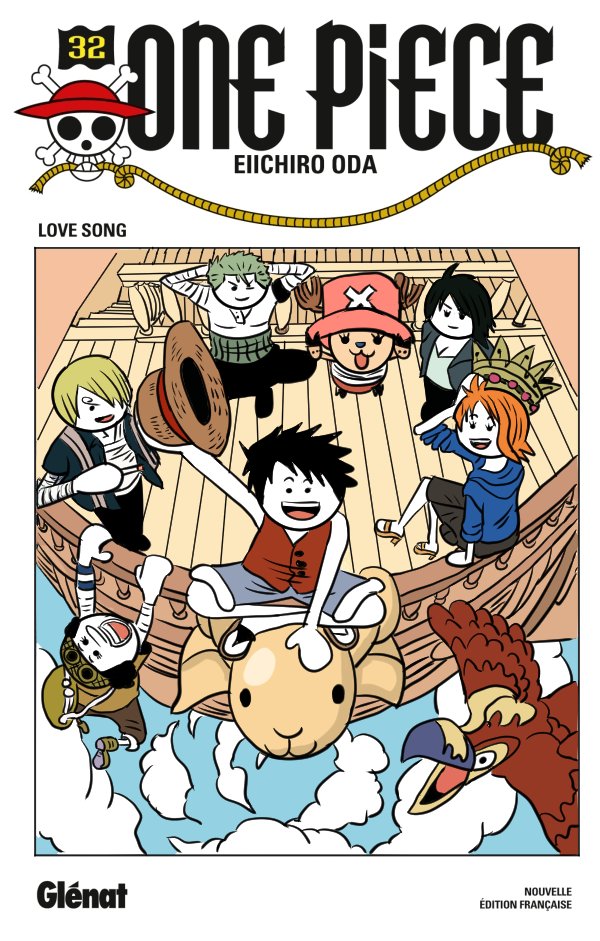 32
ONE PIECE
EIICHIRO ODA
LOVE SONG
Glénat
NOUVELLE
ÉDITION FRANÇAISE